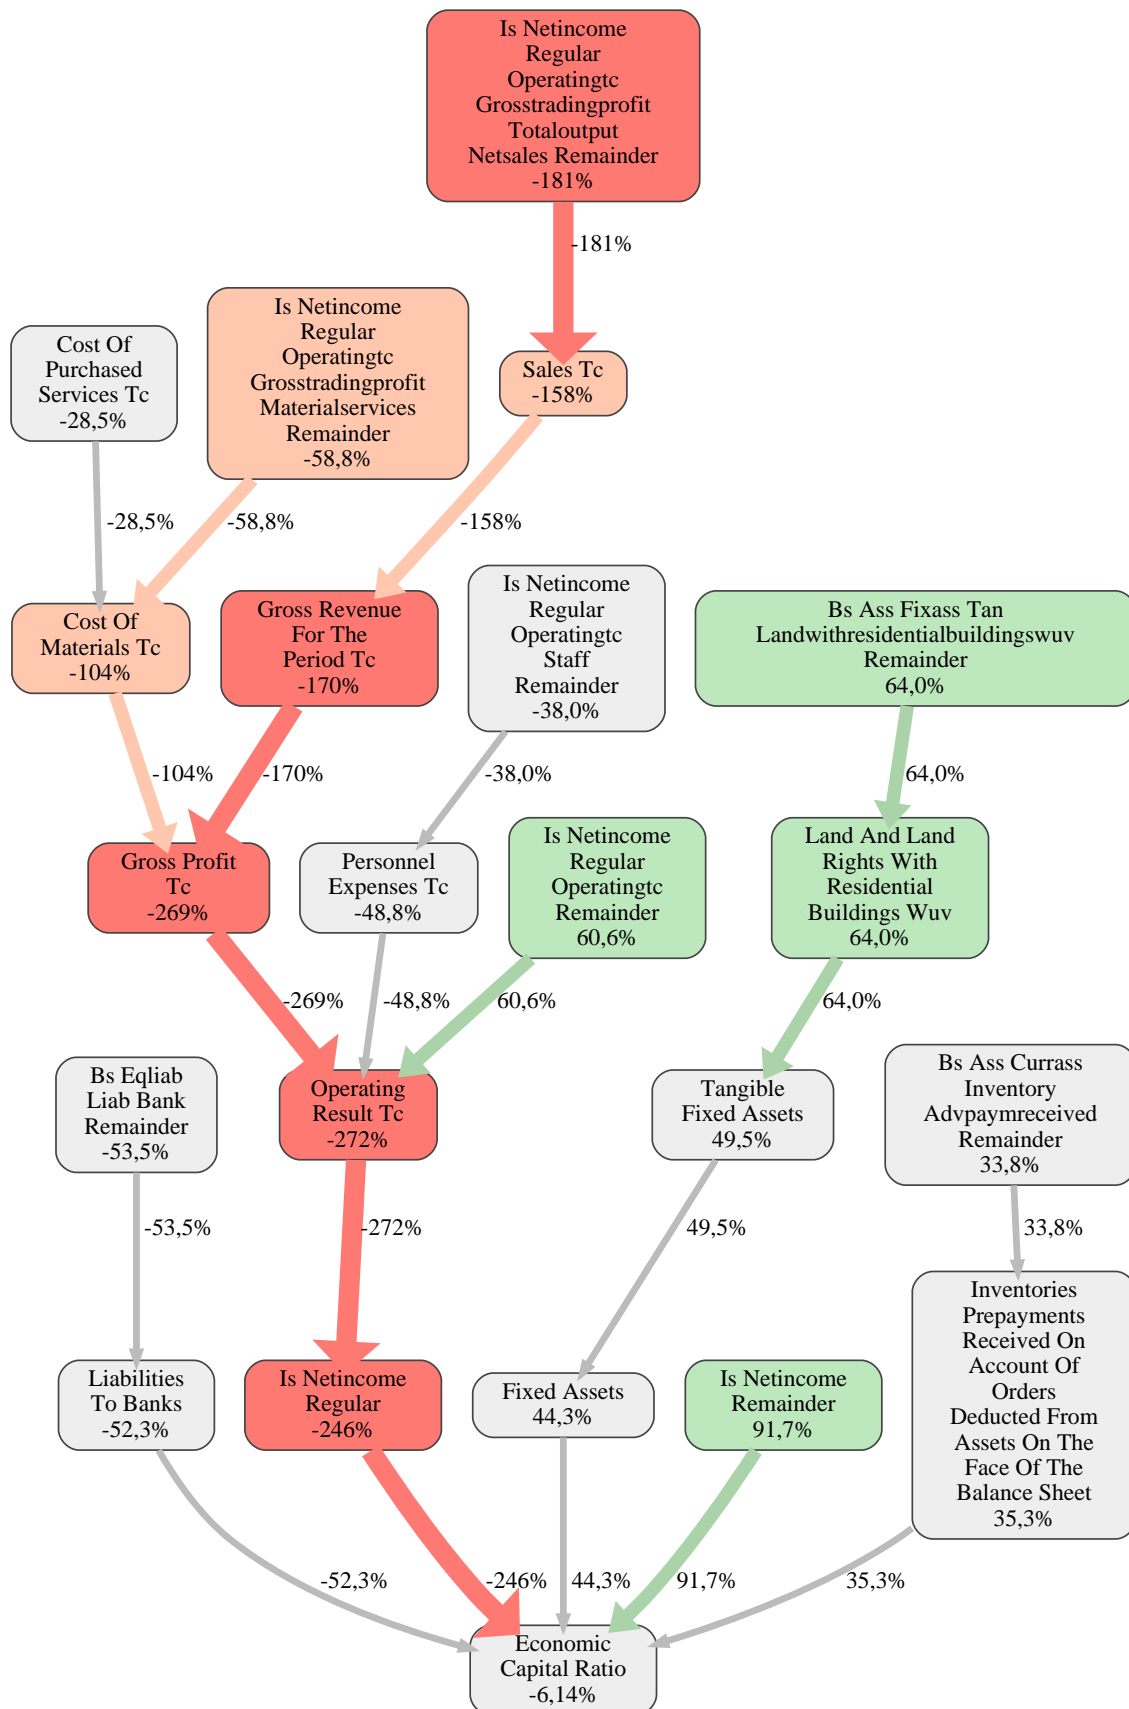 Is Netincome
Regular
Operatingtc
Grosstradingprofit
Totaloutput
Netsales Remainder
-181%
-181%
Cost Of
Purchased
Services Tc
-28,5%
Is Netincome
Regular
Operatingtc
Grosstradingprofit
Materialservices
Remainder
-58,8%
Sales Tc
-158%
-28,5%
-58,8%
-158%
Cost Of
Materials Tc
-104%
Gross Revenue
For The
Period Tc
-170%
Is Netincome
Regular
Operatingtc
Staff
Remainder
-38,0%
Bs Ass Fixass Tan
Landwithresidentialbuildingswuv
Remainder
64,0%
-104%
-170%
-38,0%
64,0%
Gross Profit
Tc
-269%
Personnel
Expenses Tc
-48,8%
Is Netincome
Regular
Operatingtc
Remainder
60,6%
Land And Land
Rights With
Residential
Buildings Wuv
64,0%
-269%
-48,8%
60,6%
64,0%
Bs Eqliab
Liab Bank
Remainder
-53,5%
Operating
Result Tc
-272%
Tangible
Fixed Assets
49,5%
Bs Ass Currass
Inventory
Advpaymreceived
Remainder
33,8%
-53,5%
-272%
49,5%
33,8%
Liabilities
To Banks
-52,3%
Is Netincome
Regular
-246%
Fixed Assets
44,3%
Is Netincome
Remainder
91,7%
Inventories
Prepayments
Received On
Account Of
Orders
Deducted From
Assets On The
Face Of The
Balance Sheet
35,3%
-52,3%
-246%
44,3%
91,7%
35,3%
Economic
Capital Ratio
-6,14%